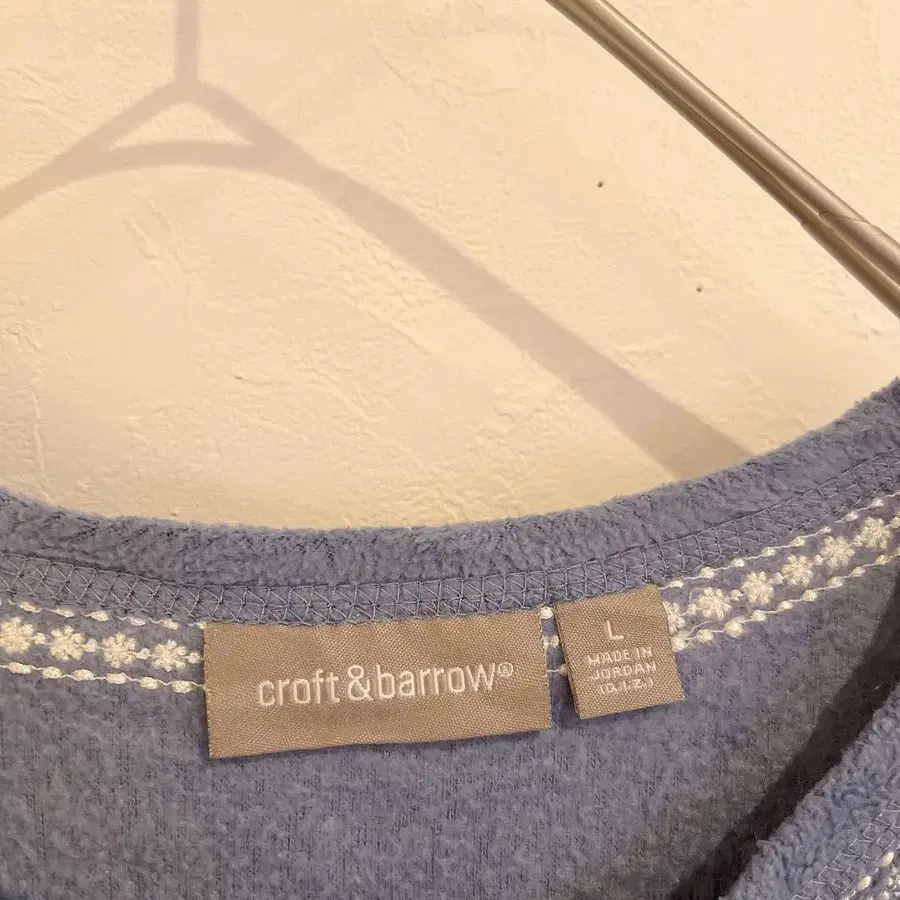 croft&barrow®
L
MADE IN
JORDAN
(Q.I.Z.)